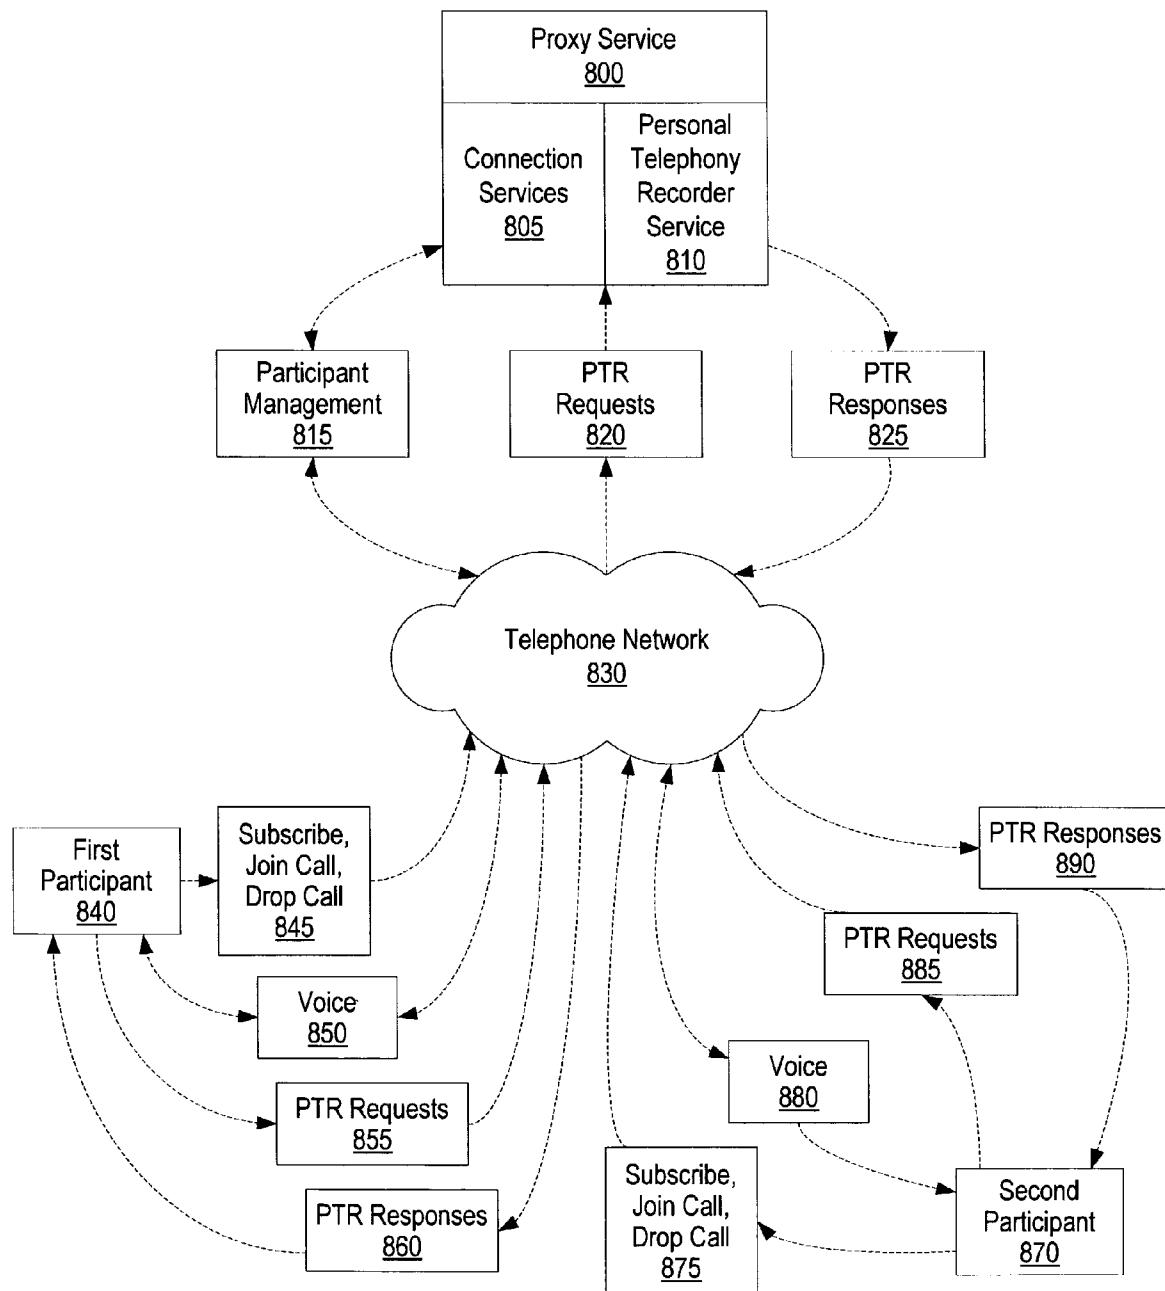 Proxy Service
800
Connection
Services
805
Personal
Telephony
Recorder
Service
810
Participant
Management
815
PTR
Requests
820
PTR
Responses
825
Telephone Network
830
First
Participant
840
Subscribe,
Join Call,
Drop Call
845
Voice
850
PTR Requests
855
PTR Responses
860
PTR Responses
890
PTR Requests
885
Voice
880
Subscribe,
Join Call,
Drop Call
875
Second
Participant
870